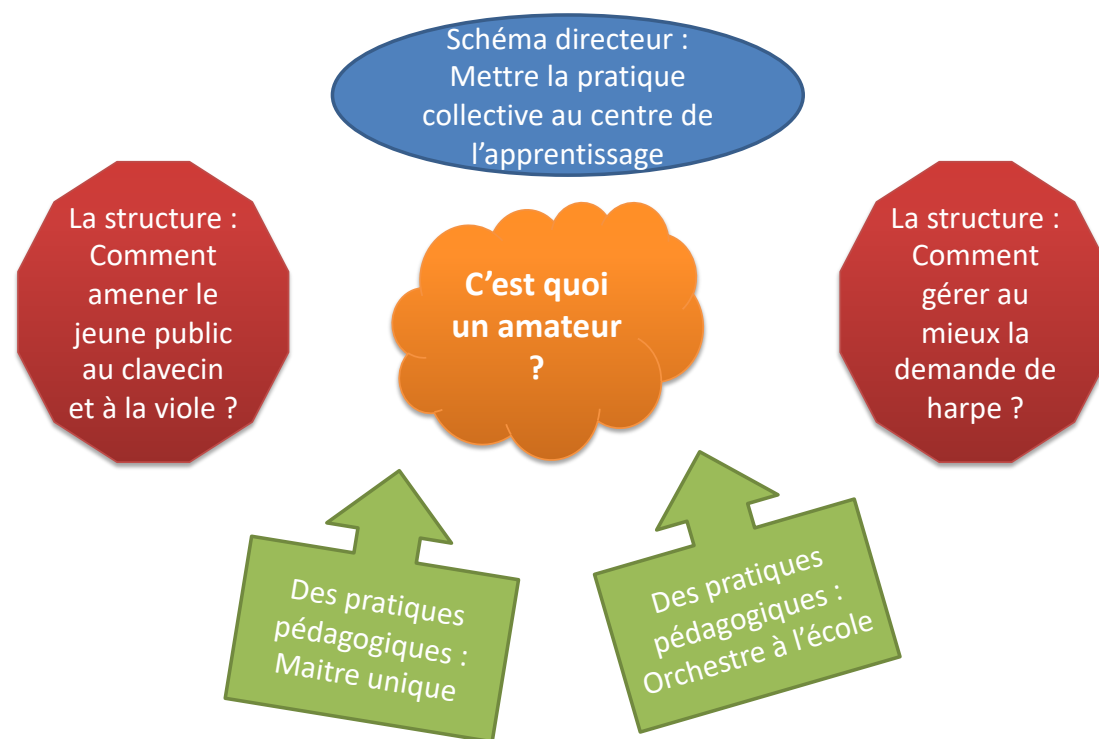 Schéma directeur :
Mettre la pratique
collective au centre de
l’apprentissage
La structure :
Comment
amener le
jeune public
au clavecin
et à la viole ?
C’est quoi
un amateur
?
La structure :
Comment
gérer au
mieux la
demande de
harpe ?
Des pratiques
pédagogiques :
Maitre unique
Des pratiques
pédagogiques :
Orchestre à l’école